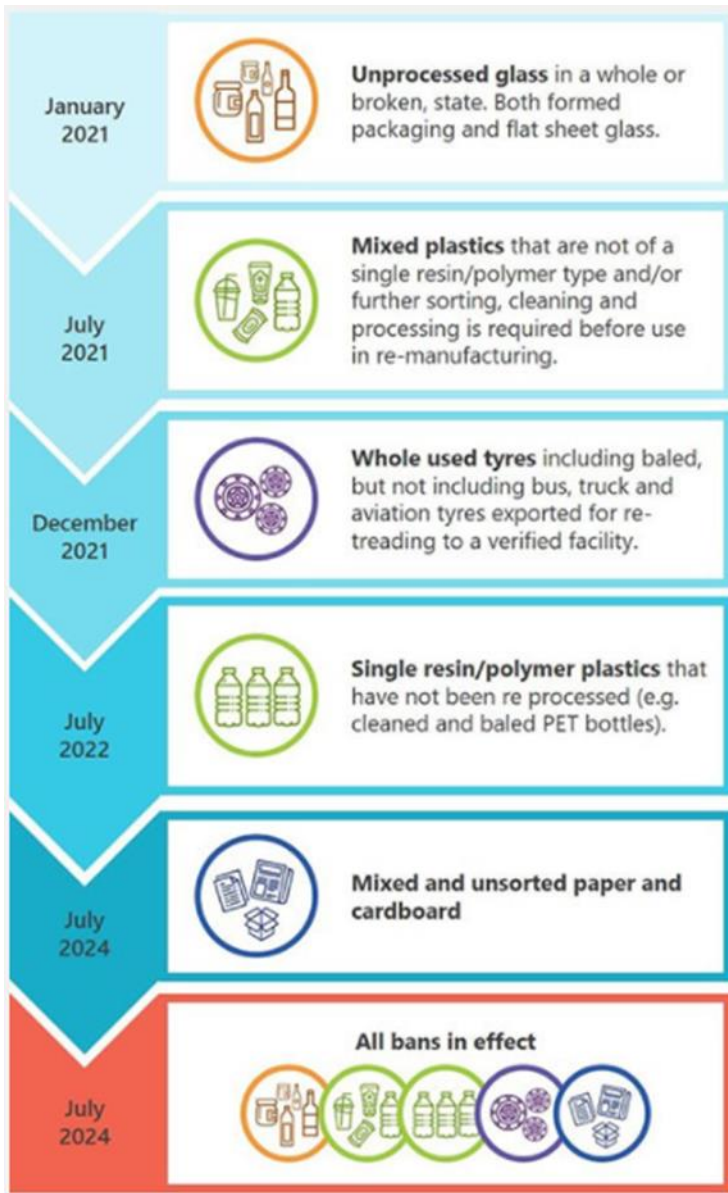 January
2021
Unprocessed glass in a whole or
broken, state. Both formed
packaging and flat sheet glass.
July
2021
Mixed plastics that are not of a
single resin/polymer type and/or
further sorting, cleaning and
processing is required before use
in re-manufacturing.
December
2021
Whole used tyres including baled,
but not including bus, truck and
aviation tyres exported for re-
treading to a verified facility.
July
2022
Single resin/polymer plastics that
have not been re processed (e.g.
cleaned and baled PET bottles).
July
2024
Mixed and unsorted paper and
cardboard
July
2024
All bans in effect